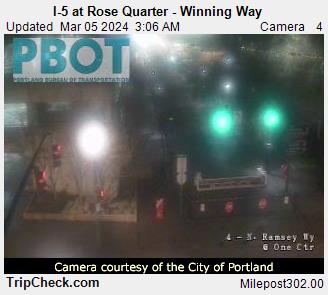 I-5 at Rose Quarter - Winning Way
Updated Mar 05 2024 3:06 AM Camera 4
PBOT
PORTLAND BUREAU OF TRANSPORTATION
4 - N. Ramsey Wy
@ One Ctr
Camera courtesy of the City of Portland
TripCheck.com Milepost302.00